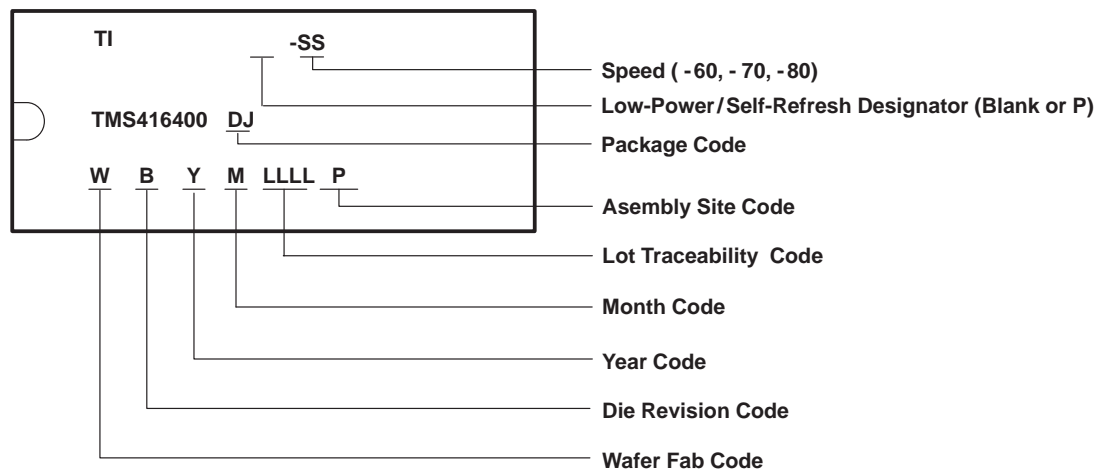 TI -SS
Speed ( -60, - 70, -80)
Low-Power/Self-Refresh Designator (Blank or P)
TMS416400 DJ
Package Code
W B Y M LLLL P
Asembly Site Code
Lot Traceability Code
Month Code
Year Code
Die Revision Code
Wafer Fab Code